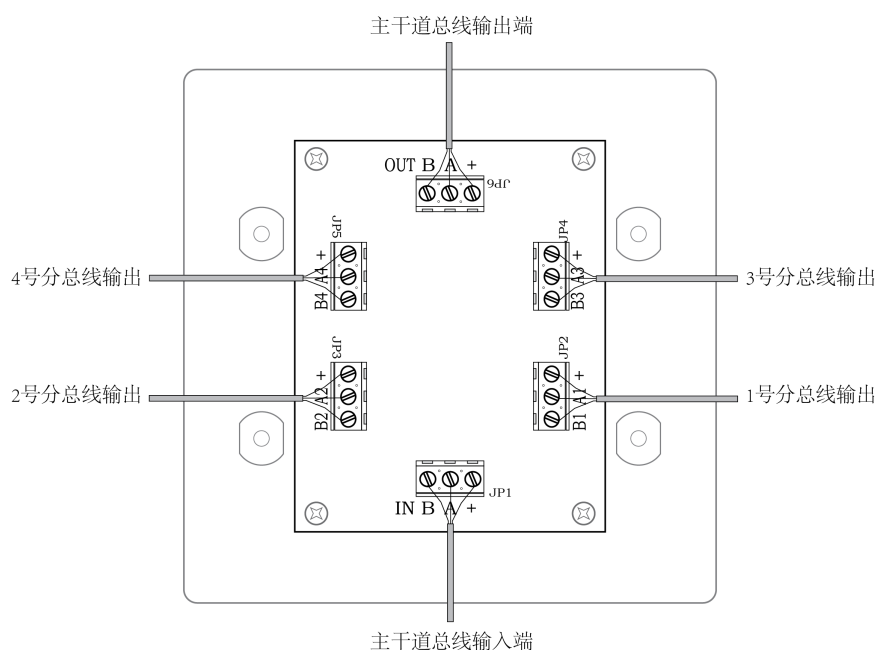 主干道总线输出端
OUT B A +
JP6
JP5
+
A4
B4
4号分总线输出
JP4
+
A3
B3
3号分总线输出
JP3
+
A2
B2
2号分总线输出
JP2
+
A1
B1
1号分总线输出
JP1
IN B A +
主干道总线输入端